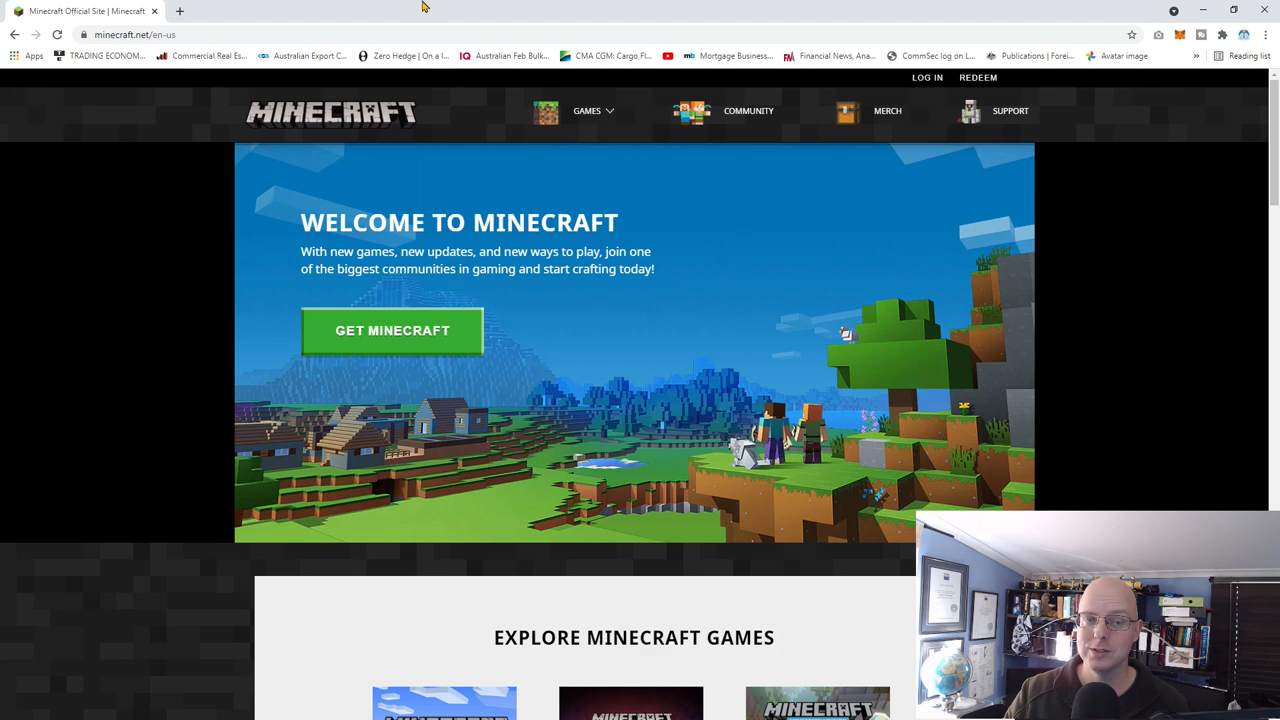 Minecraft Official Site | Minecraft
minecraft.net/en-us
Apps TRADING ECONOM... Commercial Real Es... Australian Export C... Zero Hedge | On a l... Australian Feb Bulk... CMA CGM: Cargo Fl... Mortgage Business... Financial News, Ana... CommSec log on L... Publications | Forei... Avatar image » Reading list
LOG IN REDEEM
MINECRAFT GAMES COMMUNITY MERCH SUPPORT
WELCOME TO MINECRAFT
With new games, new updates, and new ways to play, join one
of the biggest communities in gaming and start crafting today!
GET MINECRAFT
EXPLORE MINECRAFT GAMES
MINECRAFT MINECRAFT